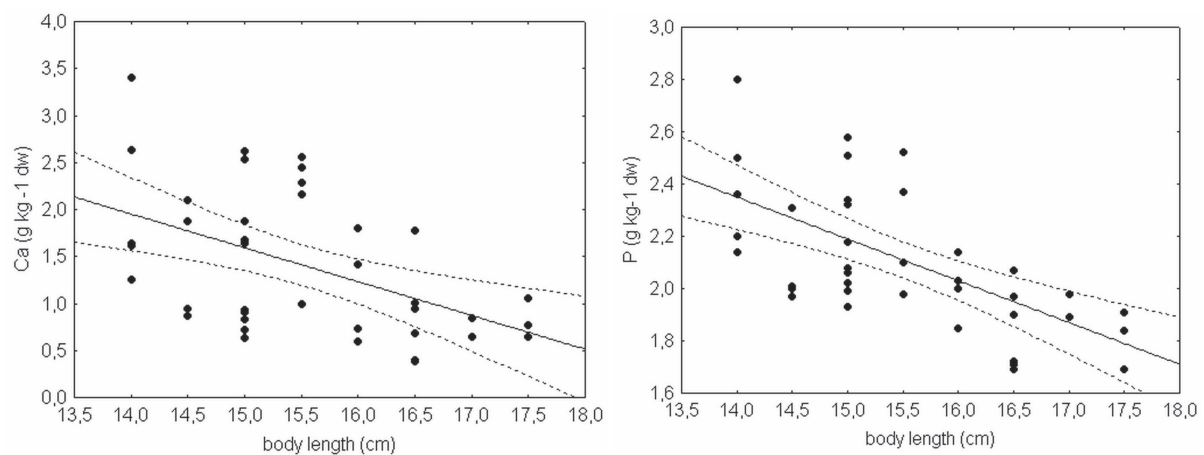 Ca (g kg -1 dw)
4,0
3,5
3,0
2,5
2,0
1,5
1,0
0,5
0,0
13,5 14,0 14,5 15,0 15,5 16,0 16,5 17,0 17,5 18,0
body length (cm)
P (g kg-1 dw)
3,0
2,8
2,6
2,4
2,2
2,0
1,8
1,6
13,5 14,0 14,5 15,0 15,5 16,0 16,5 17,0 17,5 18,0
body length (cm)